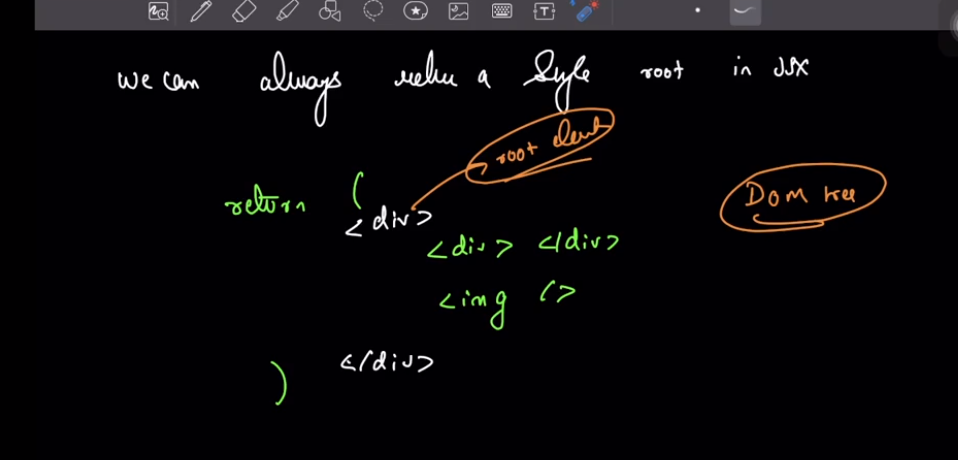 we can always return a Single root in JSX
root element
return (
<div>
DOM tree
<div> </div>
<img />
</div>
)